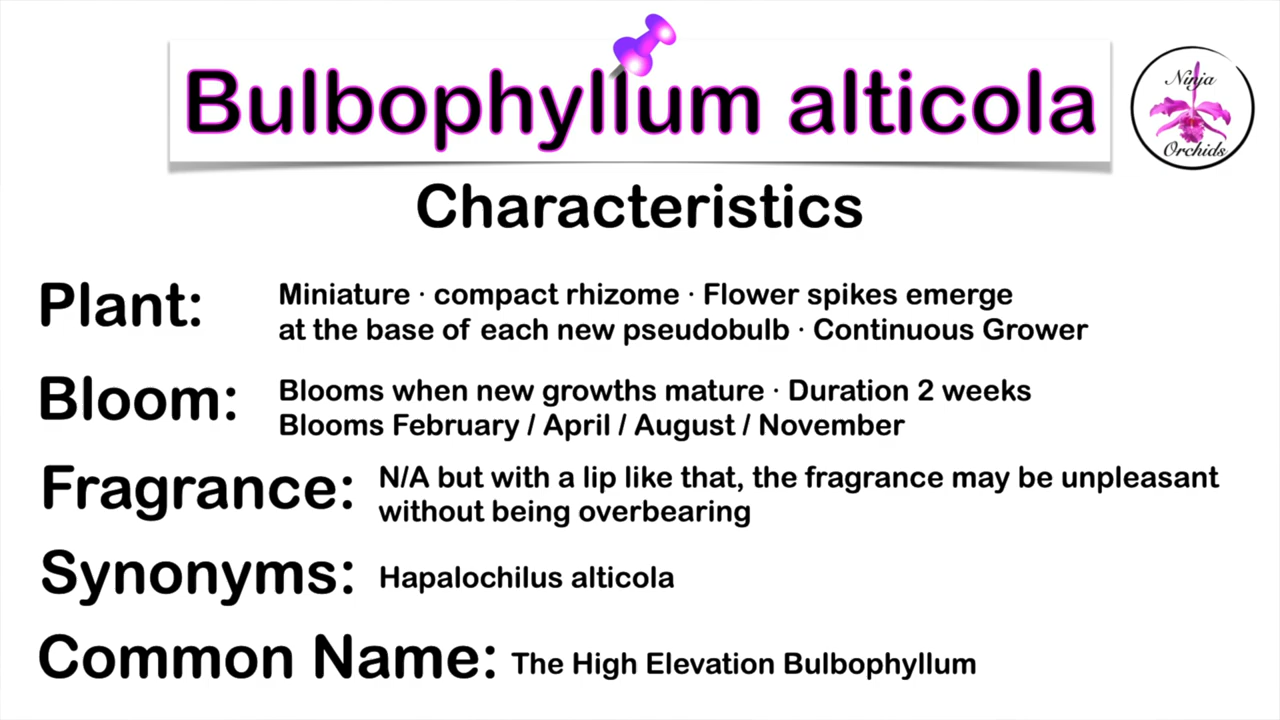 Bulbophyllum alticola
Ninja
Orchids
Characteristics
Plant: Miniature · compact rhizome · Flower spikes emerge
at the base of each new pseudobulb · Continuous Grower
Bloom: Blooms when new growths mature · Duration 2 weeks
Blooms February / April / August / November
Fragrance: N/A but with a lip like that, the fragrance may be unpleasant
without being overbearing
Synonyms: Hapalochilus alticola
Common Name: The High Elevation Bulbophyllum